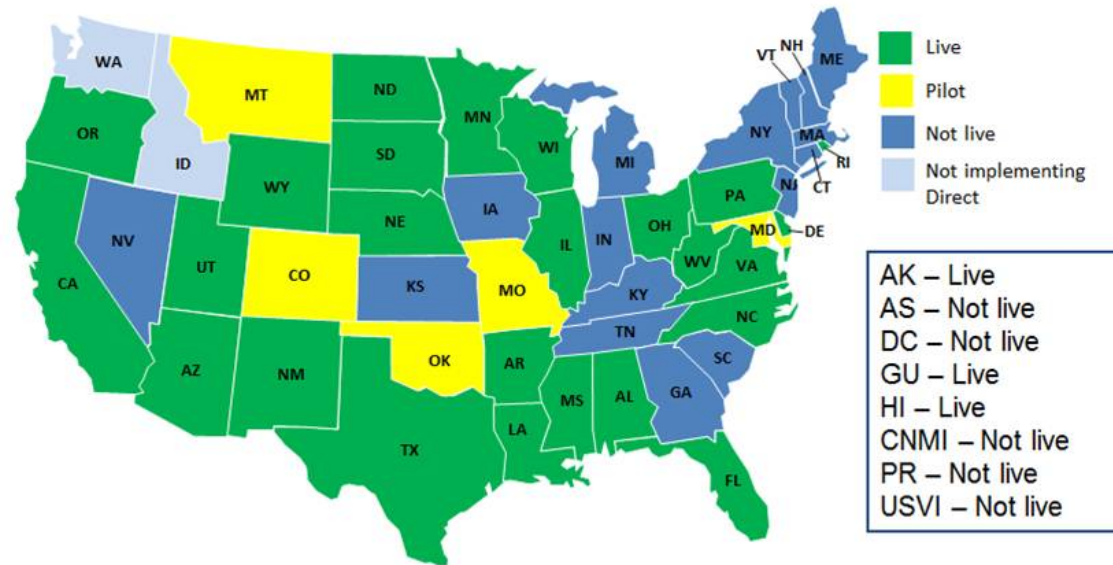 WA
MT
ND
MN
VT
NH
ME
OR
ID
SD
WI
NY
MA
RI
CT
WY
MI
NV
NE
IA
PA
NJ
UT
CO
IL
IN
OH
MD
DE
CA
KS
MO
WV
VA
KY
AZ
NM
OK
AR
TN
NC
SC
MS
AL
GA
TX
LA
FL
Live
Pilot
Not live
Not implementing
Direct
AK – Live
AS – Not live
DC – Not live
GU – Live
HI – Live
CNMI – Not live
PR – Not live
USVI – Not live